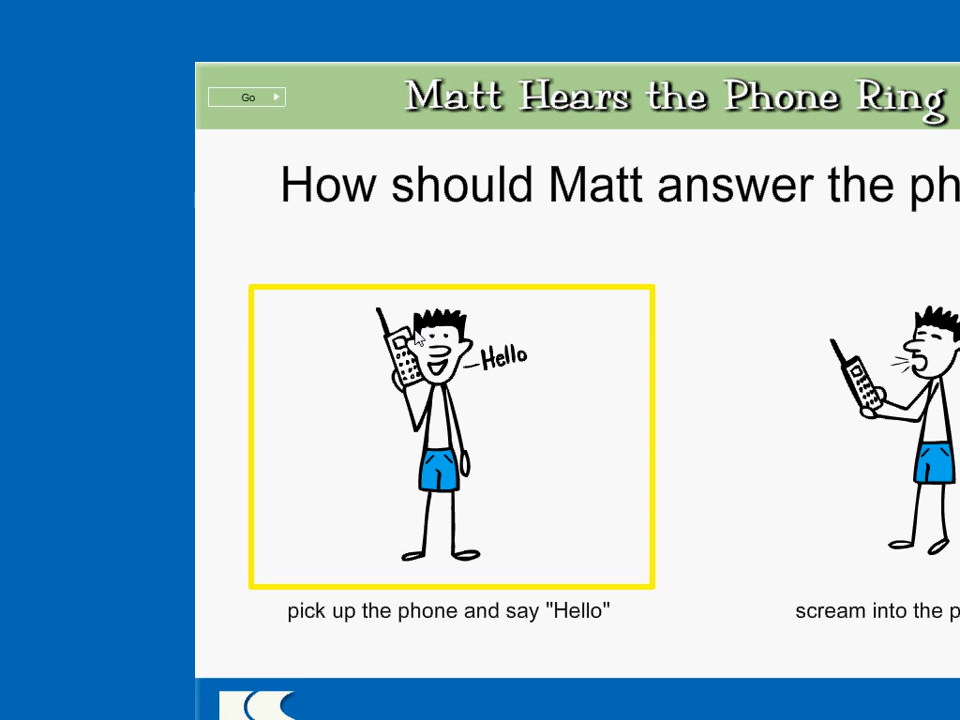 Go
Matt Hears the Phone Ring
How should Matt answer the ph
Hello
pick up the phone and say "Hello"
scream into the p